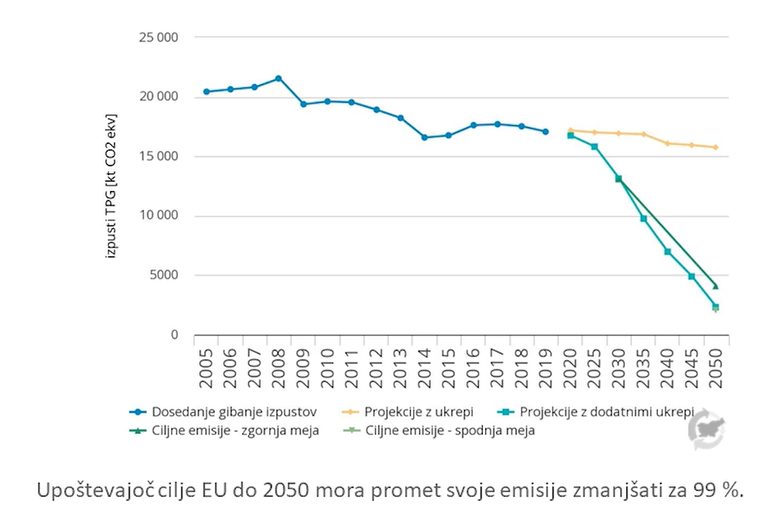 25 000
20 000
15 000
10 000
5000
0
izpusti TPG [kt CO2 ekv]
2005 2006 2007 2008 2009 2010 2011 2012 2013 2014 2015 2016 2017 2018 2019 2020 2025 2030 2035 2040 2045 2050
Dosedanje gibanje izpustov Projekcije z ukrepi Projekcije z dodatnimi ukrepi
Ciljne emisije - zgornja meja Ciljne emisije - spodnja meja
Upoštevajoč cilje EU do 2050 mora promet svoje emisije zmanjšati za 99 %.